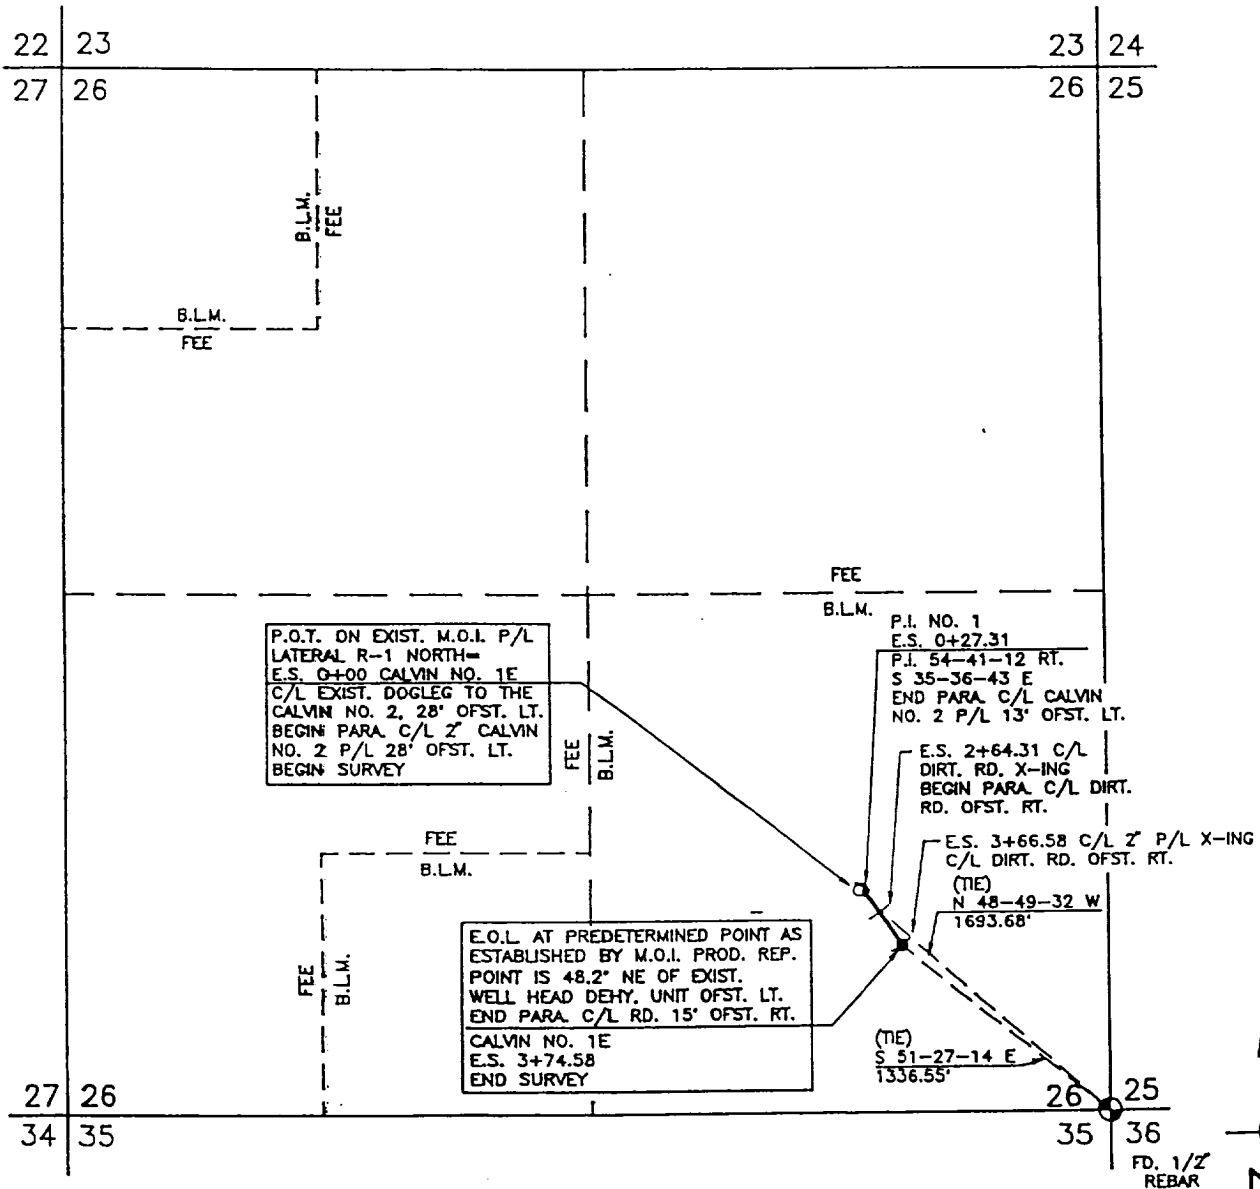 22 23
23 24
27 26
26 25
B.L.M.
FEE
B.L.M.
FEE
FEE
B.L.M.
P.O.T. ON EXIST. M.O.I. P/L
LATERAL R-1 NORTH=
E.S. 0+00 CALVIN NO. 1E
C/L EXIST. DOGLEG TO THE
CALVIN NO. 2, 28' OFST. LT.
BEGIN PARA. C/L 2" CALVIN
NO. 2 P/L 28' OFST. LT.
BEGIN SURVEY
P.I. NO. 1
E.S. 0+27.31
P.I. 54-41-12 RT.
S 35-36-43 E
END PARA. C/L CALVIN
NO. 2 P/L 13' OFST. LT.
FEE
B.L.M.
E.S. 2+64.31 C/L
DIRT. RD. X-ING
BEGIN PARA. C/L DIRT.
RD. OFST. RT.
FEE
B.L.M.
E.S. 3+66.58 C/L 2" P/L X-ING
C/L DIRT. RD. OFST. RT.
(TIE)
N 48-49-32 W
1693.68'
E.O.L. AT PREDETERMINED POINT AS
ESTABLISHED BY M.O.I. PROD. REP.
POINT IS 48.2' NE OF EXIST.
WELL HEAD DEHY. UNIT OFST. LT.
END PARA. C/L RD. 15' OFST. RT.
CALVIN NO. 1E
E.S. 3+74.58
END SURVEY
FEE
B.L.M.
(TIE)
S 51-27-14 E
1336.55'
27 26
26 25
34 35
35 36
FD. 1/2"
REBAR